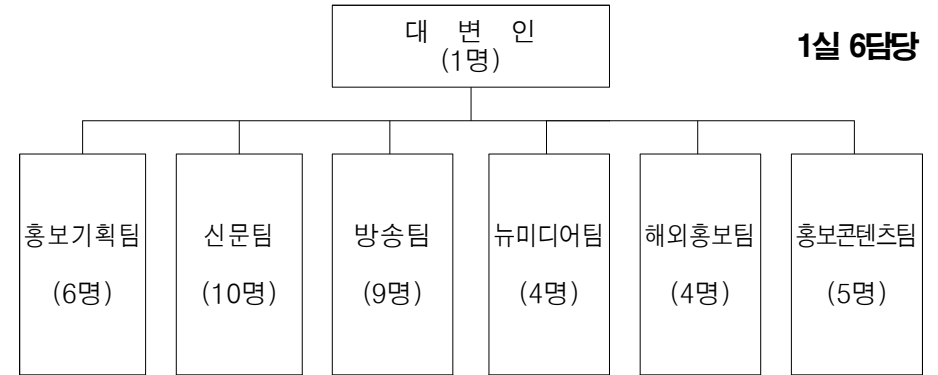 대 변 인
(1명)
1실 6담당
홍보기획팀
(6명)
신문팀
(10명)
방송팀
(9명)
뉴미디어팀
(4명)
해외홍보팀
(4명)
홍보콘텐츠팀
(5명)